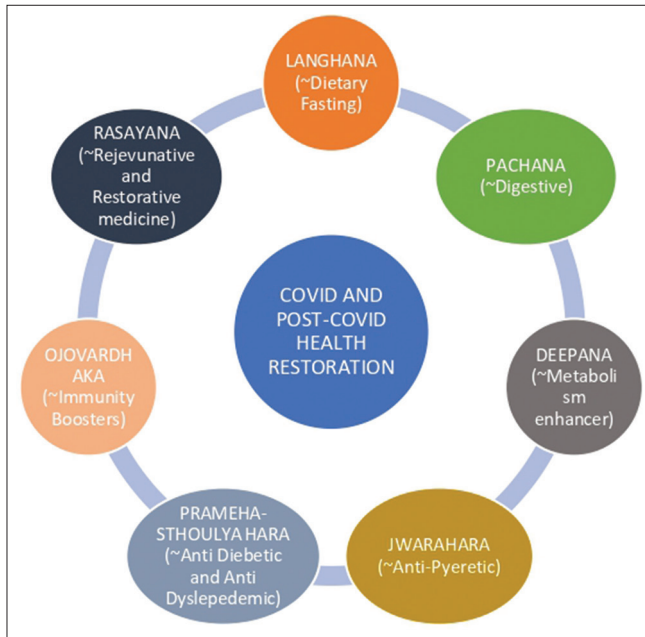 LANGHANA
(~Dietary
Fasting)
PACHANA
(~Digestive)
DEEPANA
(~Metaboli
sm
enhancer)
JWARAHARA
(~Anti-Pyeretic)
PRAMEHA-
STHOULYA HARA
(~Anti Diebetic
and Anti
Dyslepedemic)
OJOVARDH
AKA
(~Immunity
Boosters)
RASAYANA
(~Rejevunative
and
Restorative
medicine)
COVID AND
POST-COVID
HEALTH
RESTORATION